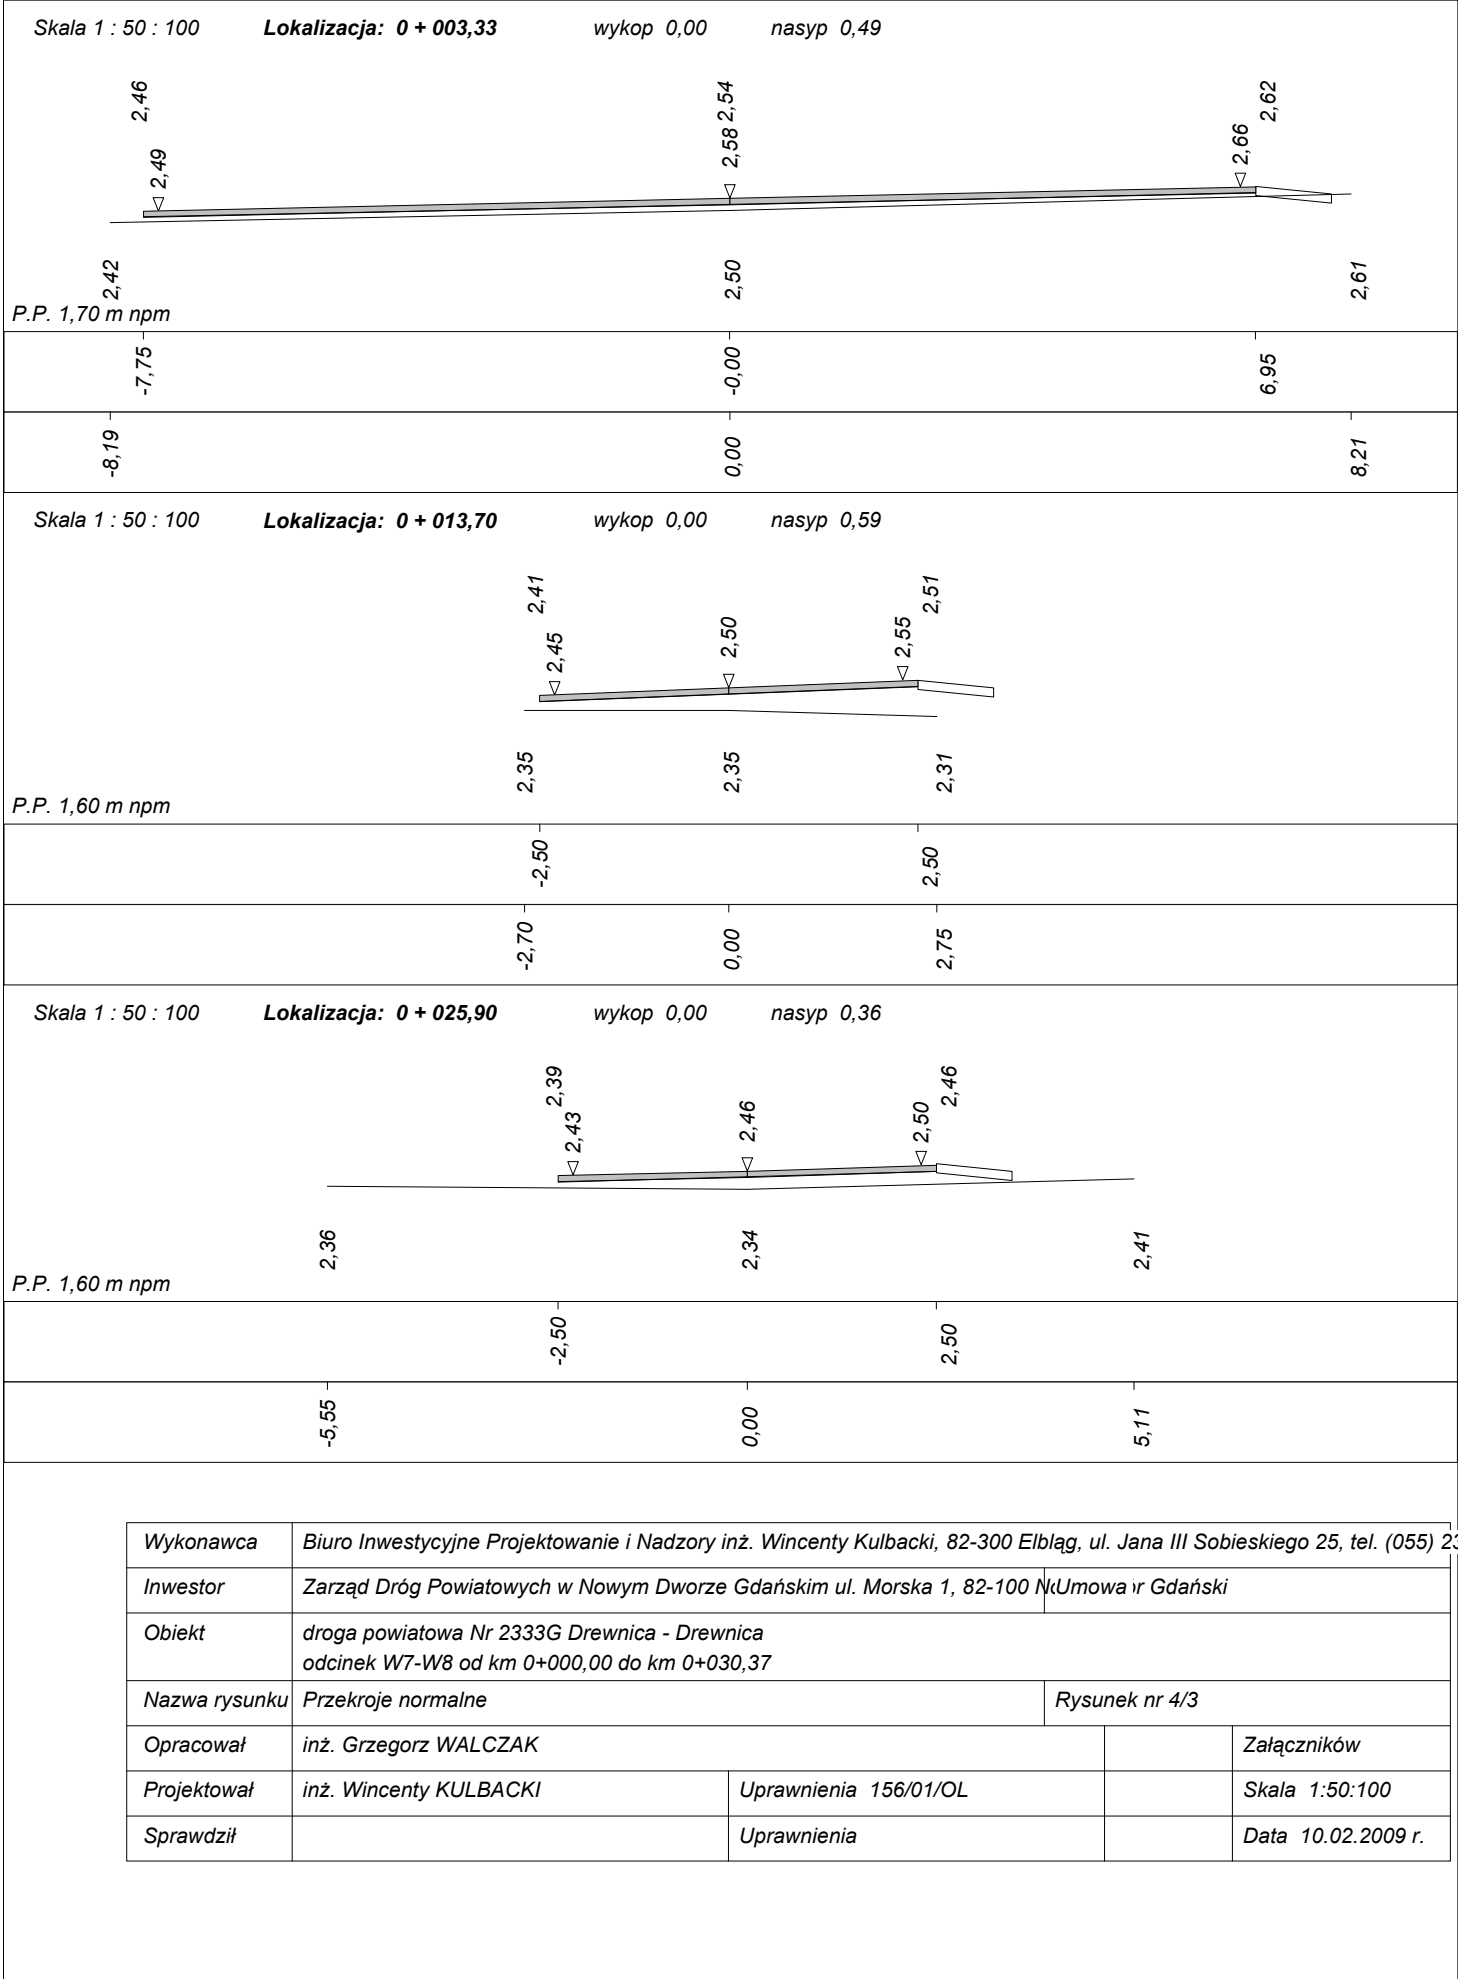 Skala 1 : 50 : 100 Lokalizacja: 0 + 003,33 wykop 0,00 nasyp 0,49
2,46 2,54 2,62
2,49 2,58 2,66
2,42 2,50 2,61
P.P. 1,70 m npm
-7,75 -0,00 6,95
-8,19 0,00 8,21
Skala 1 : 50 : 100 Lokalizacja: 0 + 013,70 wykop 0,00 nasyp 0,59
2,41 2,51
2,45 2,50 2,55
2,35 2,35 2,31
P.P. 1,60 m npm
-2,50 2,50
-2,70 0,00 2,75
Skala 1 : 50 : 100 Lokalizacja: 0 + 025,90 wykop 0,00 nasyp 0,36
2,39 2,46
2,43 2,46 2,50
2,36 2,34 2,41
P.P. 1,60 m npm
-2,50 2,50
-5,55 0,00 5,11
Wykonawca Biuro Inwestycyjne Projektowanie i Nadzory inż. Wincenty Kulbacki, 82-300 Elbląg, ul. Jana III Sobieskiego 25, tel. (055) 23
Inwestor Zarząd Dróg Powiatowych w Nowym Dworze Gdańskim ul. Morska 1, 82-100 Umowa Gdański
Obiekt droga powiatowa Nr 2333G Drewnica - Drewnica
odcinek W7-W8 od km 0+000,00 do km 0+030,37
Nazwa rysunku Przekroje normalne Rysunek nr 4/3
Opracował inż. Grzegorz WALCZAK Załączników
Projektował inż. Wincenty KULBACKI Uprawnienia 156/01/OL Skala 1:50:100
Sprawdził Uprawnienia Data 10.02.2009 r.